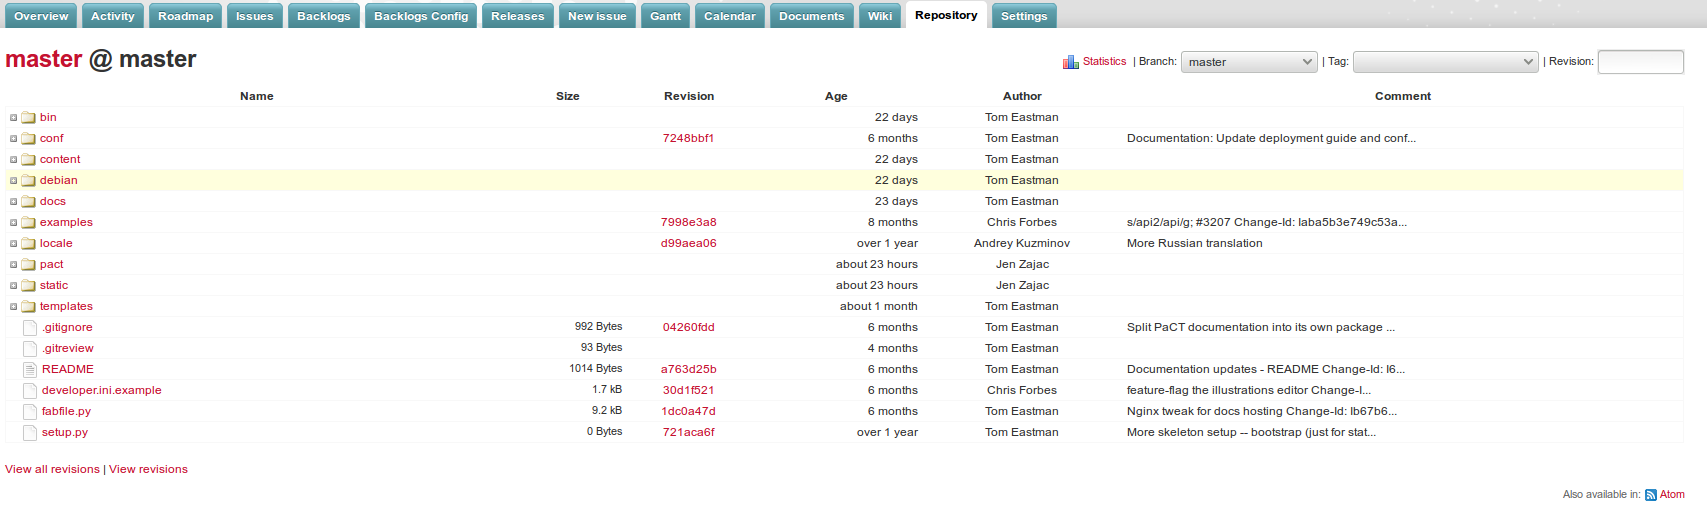 Overview Activity Roadmap Issues Backlogs Backlogs Config Releases New issue Gantt Calendar Documents Wiki Repository Settings
master @ master
Statistics | Branch: master | Tag: | Revision:
Name Size Revision Age Author Comment
bin 22 days Tom Eastman
conf 7248bbf1 6 months Tom Eastman Documentation: Update deployment guide and conf...
content 22 days Tom Eastman
debian 22 days Tom Eastman
docs 23 days Tom Eastman
examples 7998e3a8 8 months Chris Forbes s/api2/api/g; #3207 Change-Id: Iaba5b3e749c53a...
locale d99aea06 over 1 year Andrey Kuzminov More Russian translation
pact about 23 hours Jen Zajac
static about 23 hours Jen Zajac
templates about 1 month Tom Eastman
.gitignore 992 Bytes 04260fdd 6 months Tom Eastman Split PaCT documentation into its own package ...
.gitreview 93 Bytes 4 months Tom Eastman
README 1014 Bytes a763d25b 6 months Tom Eastman Documentation updates - README Change-Id: I6...
developer.ini.example 1.7 kB 30d1f521 6 months Chris Forbes feature-flag the illustrations editor Change-I...
fabfile.py 9.2 kB 1dc0a47d 6 months Tom Eastman Nginx tweak for docs hosting Change-Id: Ib67b6...
setup.py 0 Bytes 721aca6f over 1 year Tom Eastman More skeleton setup -- bootstrap (just for stat...
View all revisions | View revisions
Also available in: Atom